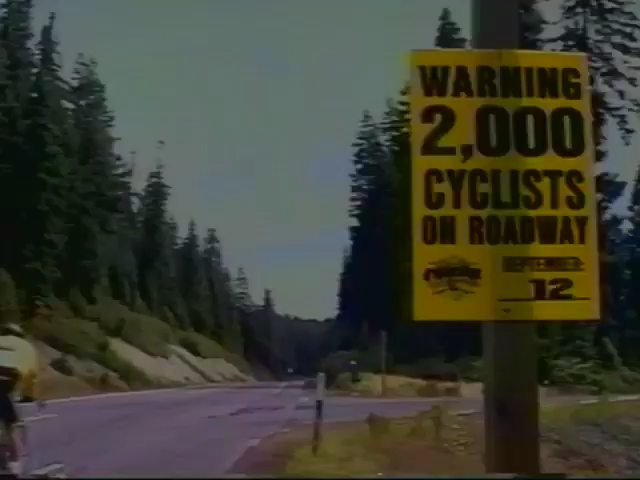 WARNING
2,000
CYCLISTS
ON ROADWAY
SEPTEMBER:
12